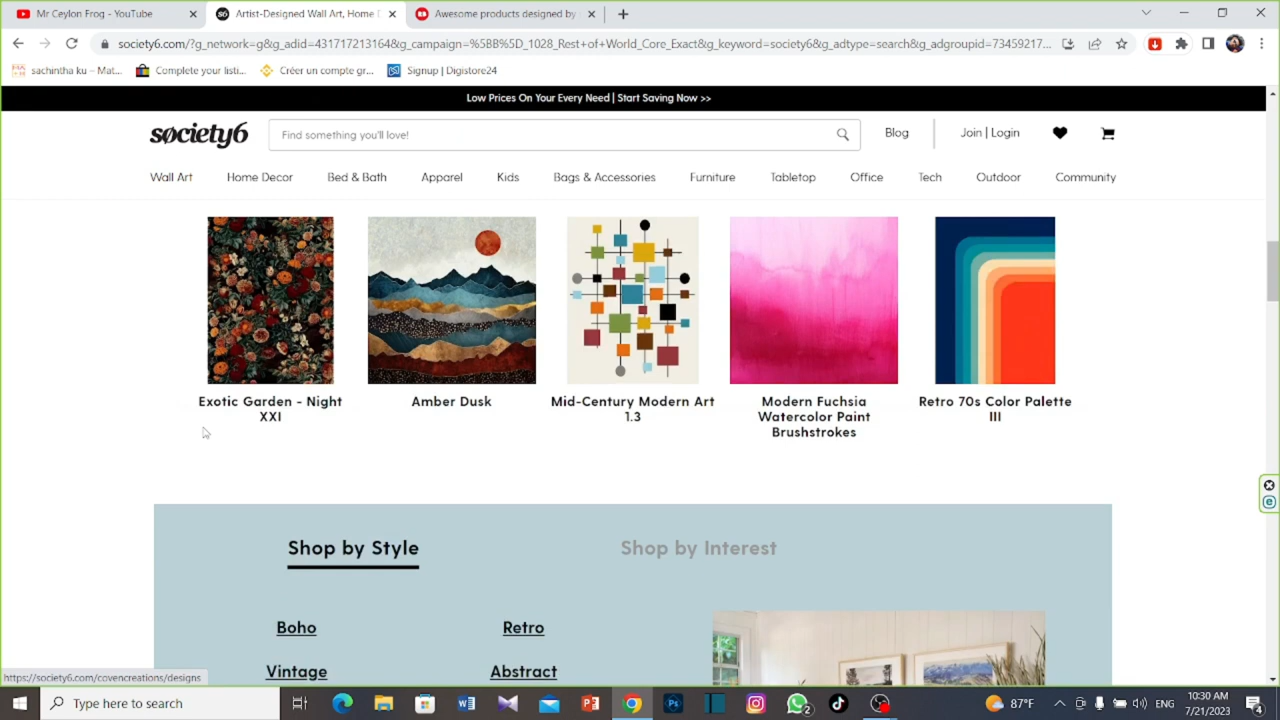 Mr Ceylon Frog - YouTube
Artist-Designed Wall Art, Home D
Awesome products designed by
society6.com/?g_network=g&g_adid=431717213164&g_campaign=%5BB%5D_1028_Rest+of+World_Core_Exact&g_keyword=society6&g_adtype=search&g_adgroupid=73459217...
sachintha ku – Mat...
Complete your listi...
Créer un compte gr...
Signup | Digistore24
Low Prices On Your Every Need | Start Saving Now >>
society6
Find something you'll love!
Blog
Join | Login
Wall Art
Home Decor
Bed & Bath
Apparel
Kids
Bags & Accessories
Furniture
Tabletop
Office
Tech
Outdoor
Community
Exotic Garden - Night
XXI
Amber Dusk
Mid-Century Modern Art
1.3
Modern Fuchsia
Watercolor Paint
Brushstrokes
Retro 70s Color Palette
III
Shop by Style
Shop by Interest
Boho
Retro
Vintage
Abstract
https://society6.com/covencreations/designs
Type here to search
87°F
ENG
10:30 AM
7/21/2023